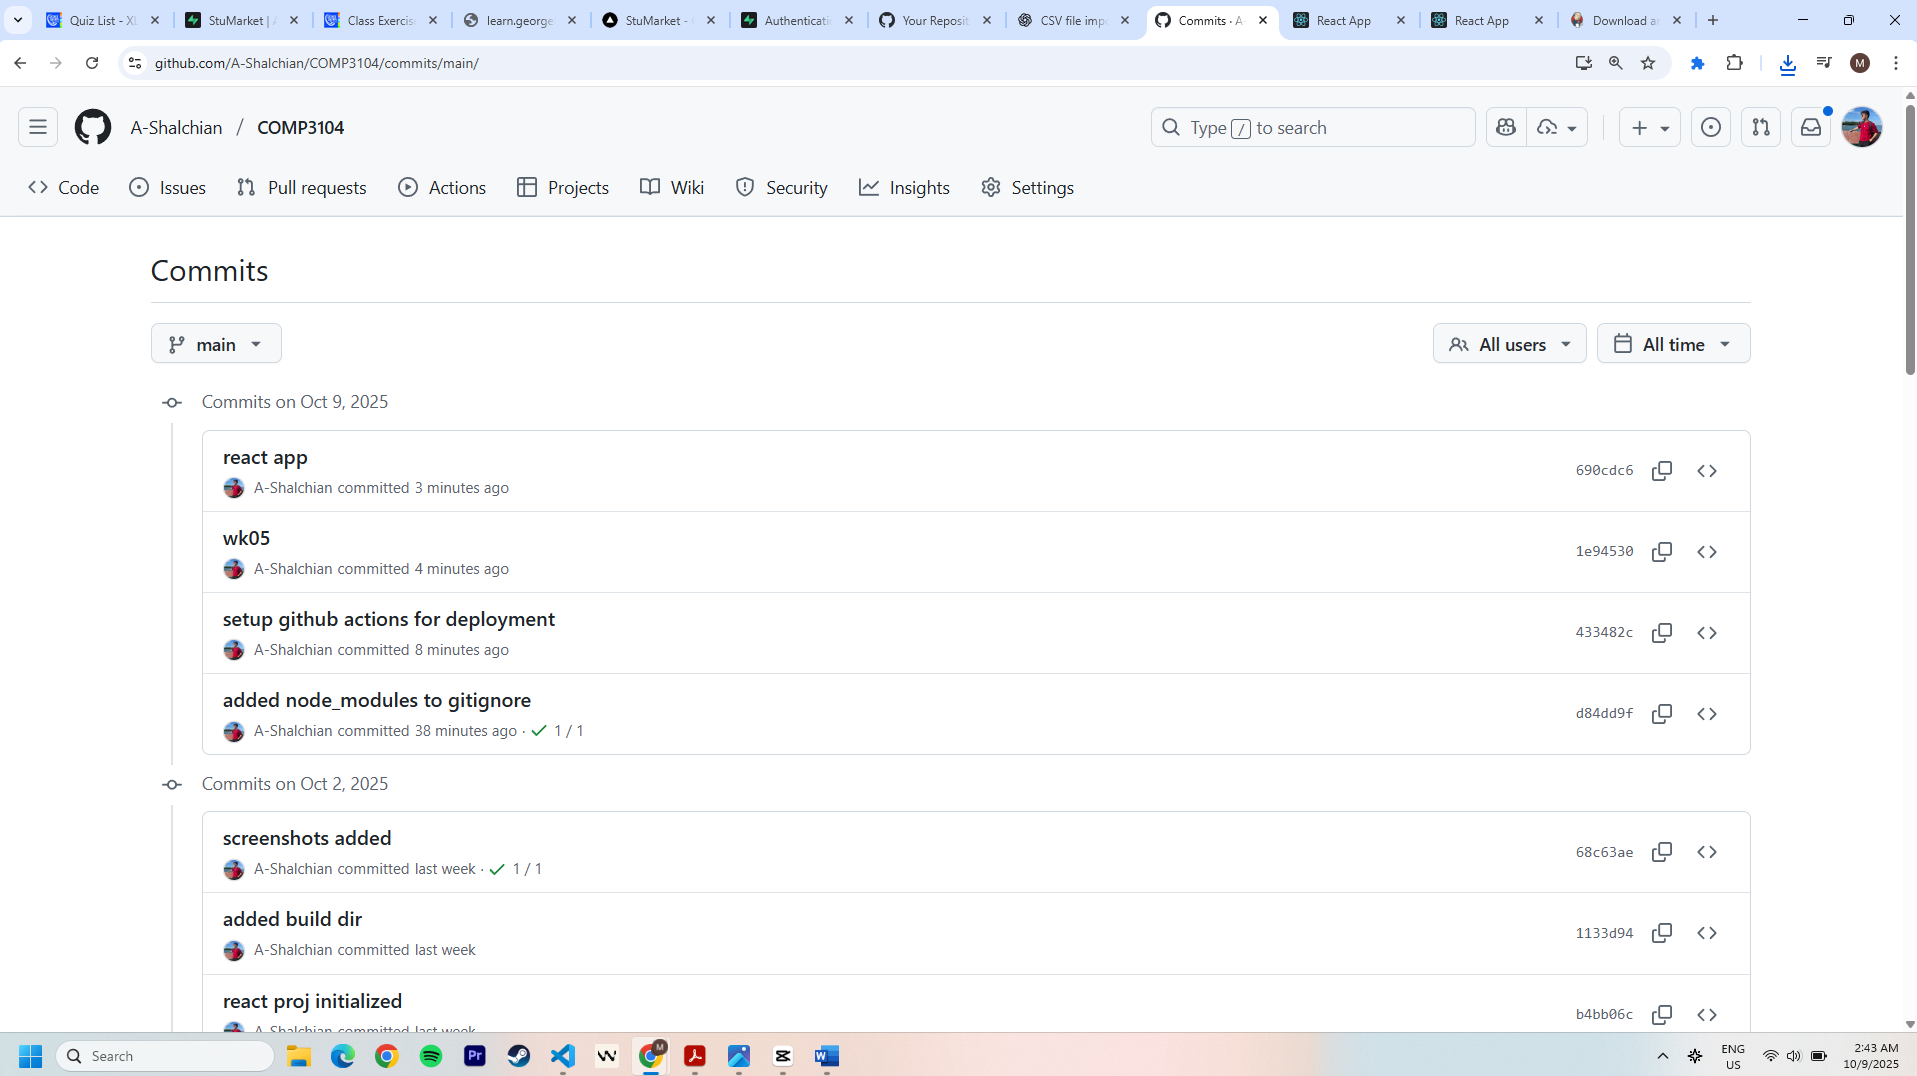 Quiz List - XL
StuMarket | A
Class Exercis
learn.george
StuMarket -
Authenticati
Your Reposit
CSV file imp
Commits · A-
React App
React App
Download a
github.com/A-Shalchian/COMP3104/commits/main/
M
A-Shalchian / COMP3104
Type / to search
Code
Issues
Pull requests
Actions
Projects
Wiki
Security
Insights
Settings
Commits
main
All users
All time
Commits on Oct 9, 2025
react app
A-Shalchian committed 3 minutes ago
690cdc6
wk05
A-Shalchian committed 4 minutes ago
1e94530
setup github actions for deployment
A-Shalchian committed 8 minutes ago
433482c
added node_modules to gitignore
A-Shalchian committed 38 minutes ago · 1 / 1
d84dd9f
Commits on Oct 2, 2025
screenshots added
A-Shalchian committed last week · 1 / 1
68c63ae
added build dir
A-Shalchian committed last week
1133d94
react proj initialized
A-Shalchian committed last week
b4bb06c
Search
Pr
M
ENG
US
2:43 AM
10/9/2025